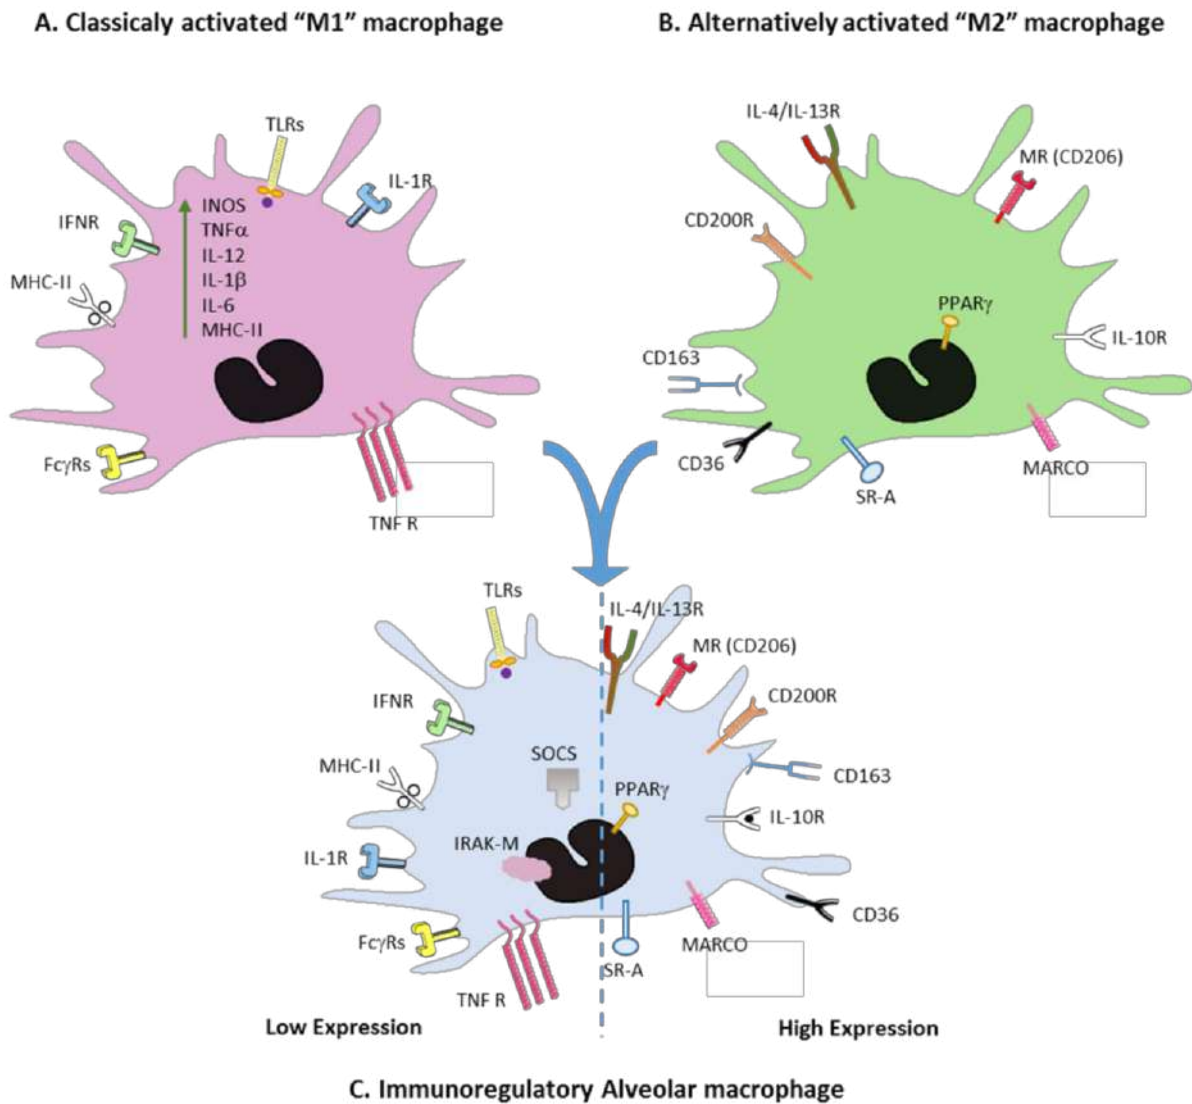 A. Classicaly activated “M1” macrophage
B. Alternatively activated “M2” macrophage
TLRs
IL-1R
IFNR
MHC-II
INOS
TNFα
IL-12
IL-1β
IL-6
MHC-II
FcγRs
TNF R
IL-4/IL-13R
MR (CD206)
CD200R
PPARγ
IL-10R
CD163
CD36
SR-A
MARCO
TLRs
IL-4/IL-13R
MR (CD206)
IFNR
CD200R
SOCS
MHC-II
CD163
PPARγ
IL-10R
IRAK-M
IL-1R
CD36
FcγRs
MARCO
SR-A
TNF R
Low Expression
High Expression
C. Immunoregulatory Alveolar macrophage